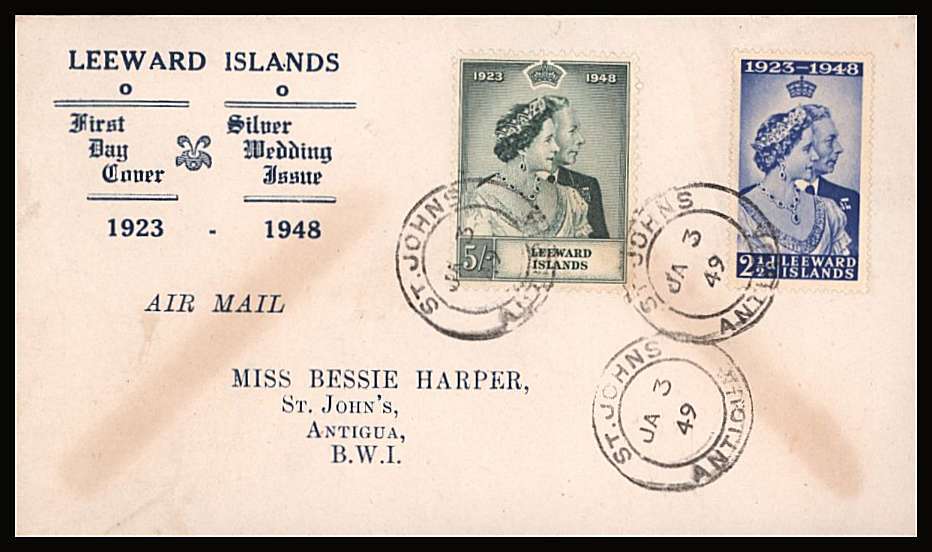 LEEWARD ISLANDS
o o
First Silver
Day Wedding
Cover Issue
1923 - 1948
AIR MAIL
MISS BESSIE HARPER,
ST. JOHN'S,
ANTIGUA,
B.W.I.
1923 1948
5/-
LEEWARD
ISLANDS
1923-1948
2½d LEEWARD
ISLANDS
ST. JOHNS
ST. JOHNS
JA 3
49
ANTIGUA
ST. JOHNS
JA 3
49
ANTIGUA